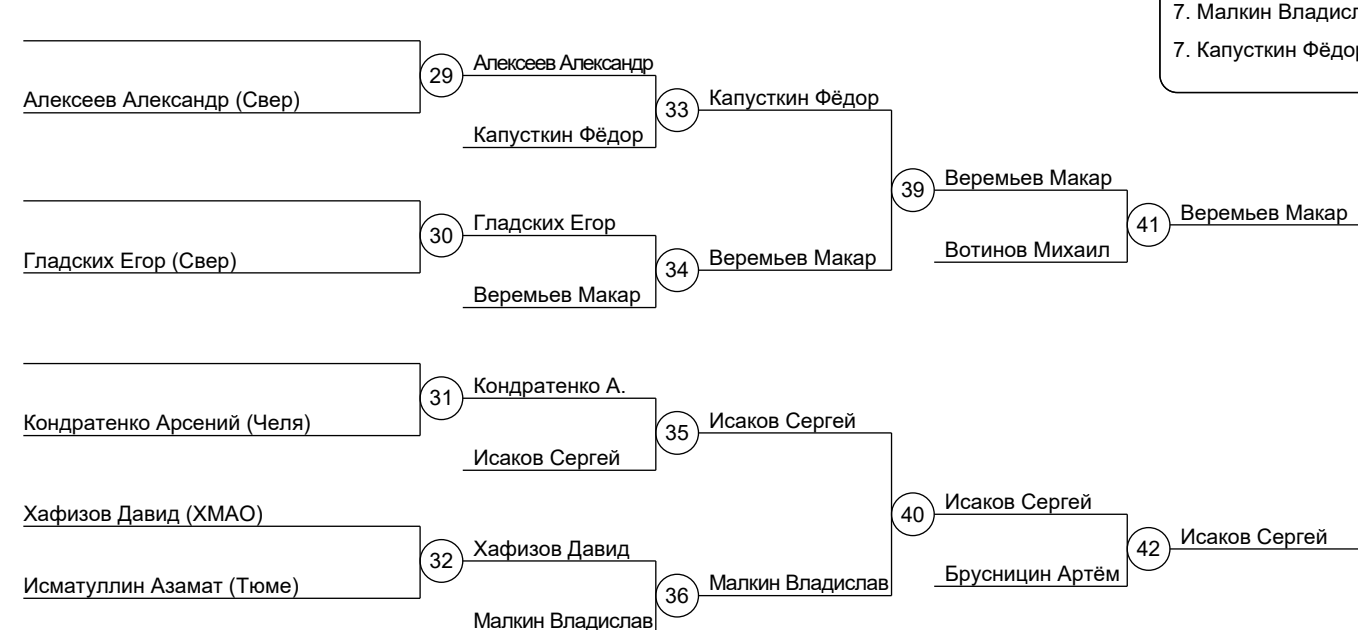 7. Малкин Владисл
7. Капусткин Фёдор
29 Алексеев Александр
Алексеев Александр (Свер)
33 Капусткин Фёдор
Капусткин Фёдор
39 Веремьев Макар
41 Веремьев Макар
Вотинов Михаил
30 Гладских Егор
Гладских Егор (Свер)
34 Веремьев Макар
Веремьев Макар
31 Кондратенко А.
Кондратенко Арсений (Челя)
35 Исаков Сергей
Исаков Сергей
Хафизов Давид (ХМАО)
40 Исаков Сергей
42 Исаков Сергей
Брусницин Артём
32 Хафизов Давид
Исматуллин Азамат (Тюме)
36 Малкин Владислав
Малкин Владислав